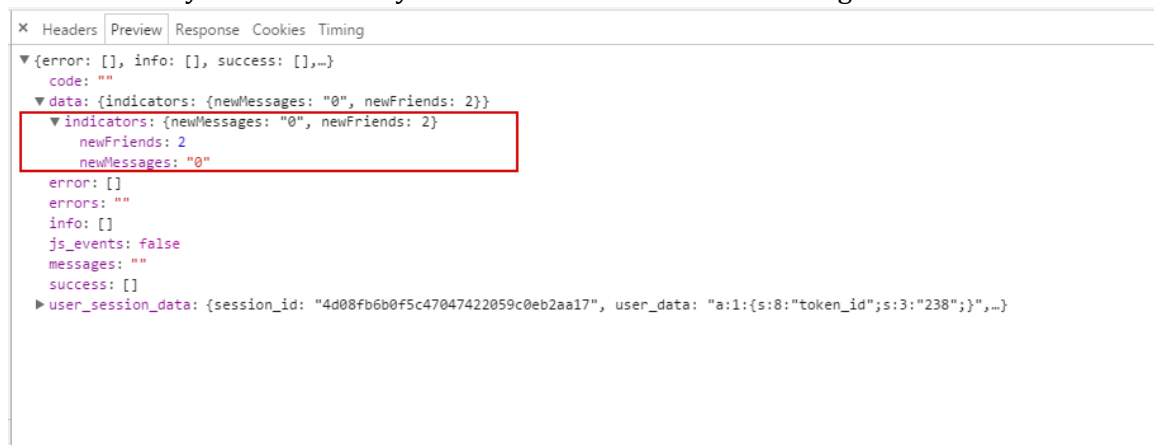 × Headers Preview Response Cookies Timing
▼{error: [], info: [], success: [],…}
code: ""
▼data: {indicators: {newMessages: "0", newFriends: 2}}
▼indicators: {newMessages: "0", newFriends: 2}
newFriends: 2
newMessages: "0"
error: []
errors: ""
info: []
js_events: false
messages: ""
success: []
▶user_session_data: {session_id: "4d08fb6b0f5c47047422059c0eb2aa17", user_data: "a:1:{s:8:"token_id";s:3:"238";}",…}